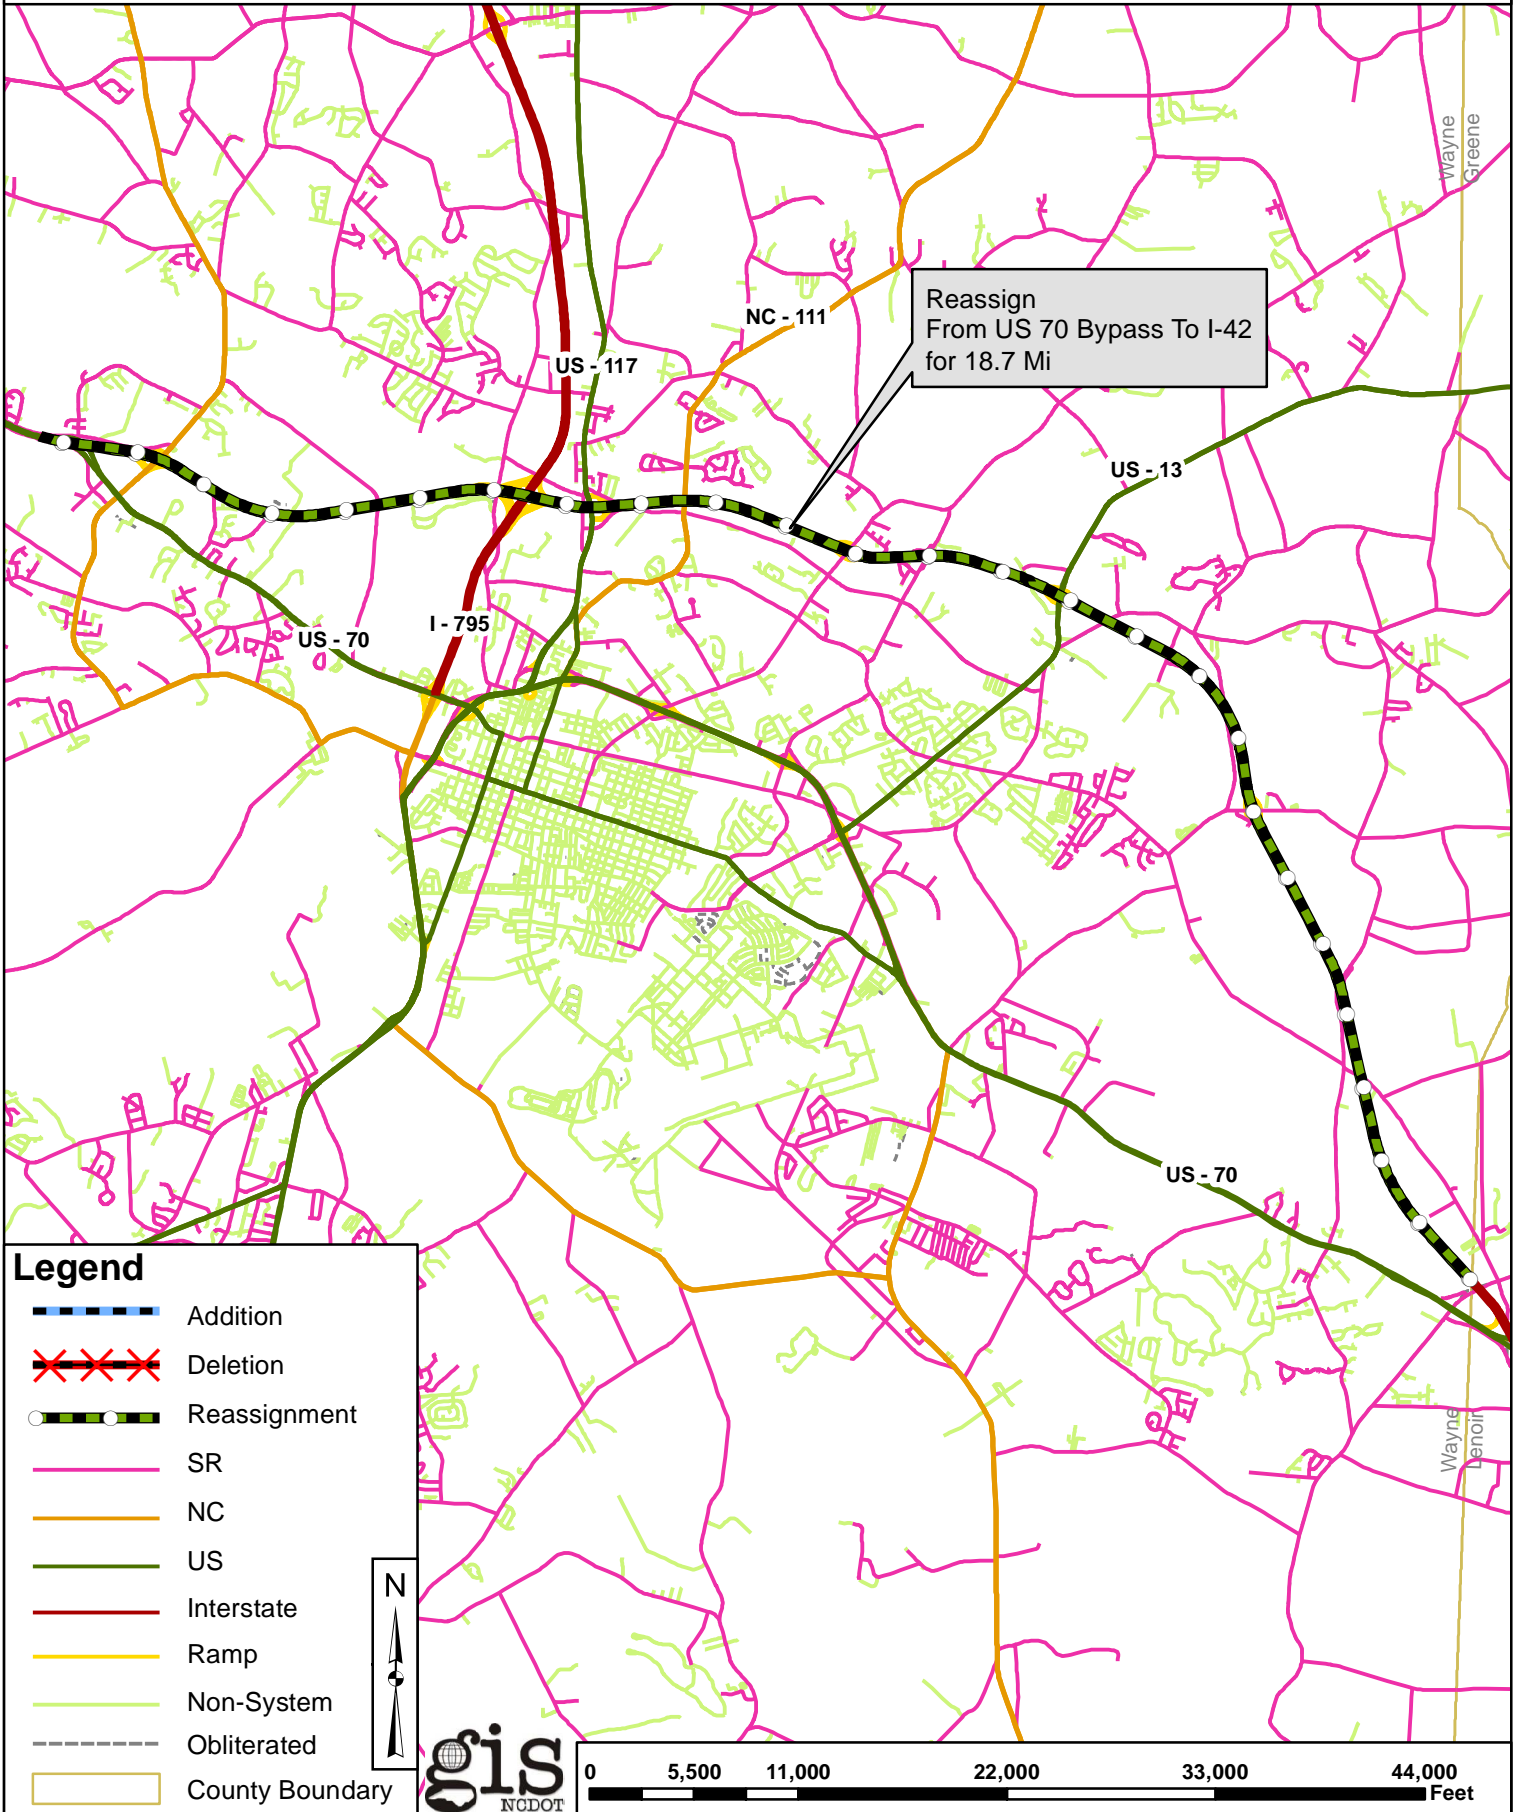 Wayne
Greene
NC - 111
Reassign
From US 70 Bypass To I-42
for 18.7 Mi
US - 117
US - 13
I - 795
US - 70
US - 70
Wayne
Lenoir
Legend
Addition
Deletion
Reassignment
SR
NC
US
Interstate
Ramp
Non-System
Obliterated
County Boundary
N
gis
NCDOT
0 5,500 11,000 22,000 33,000 44,000
Feet